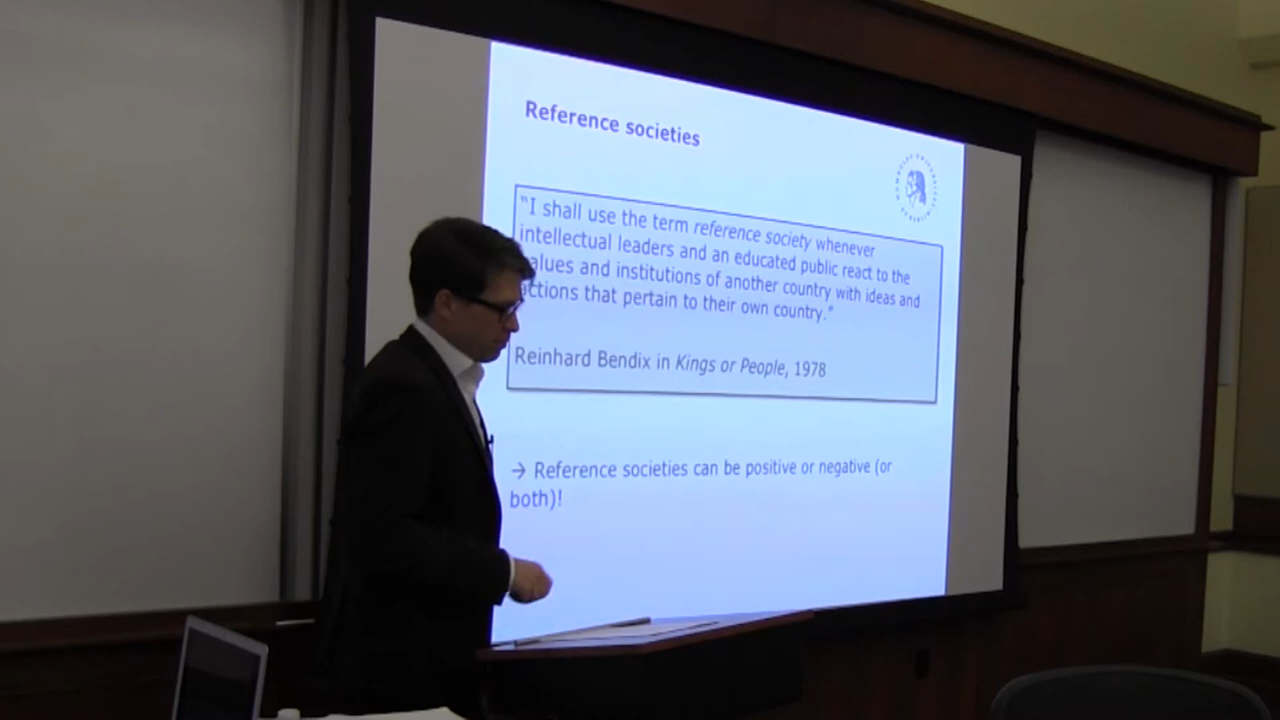 Reference societies
“I shall use the term reference society whenever
intellectual leaders and an educated public react to the
alues and institutions of another country with ideas and
ctions that pertain to their own country.”
Reinhard Bendix in Kings or People, 1978
→ Reference societies can be positive or negative (or
both)!